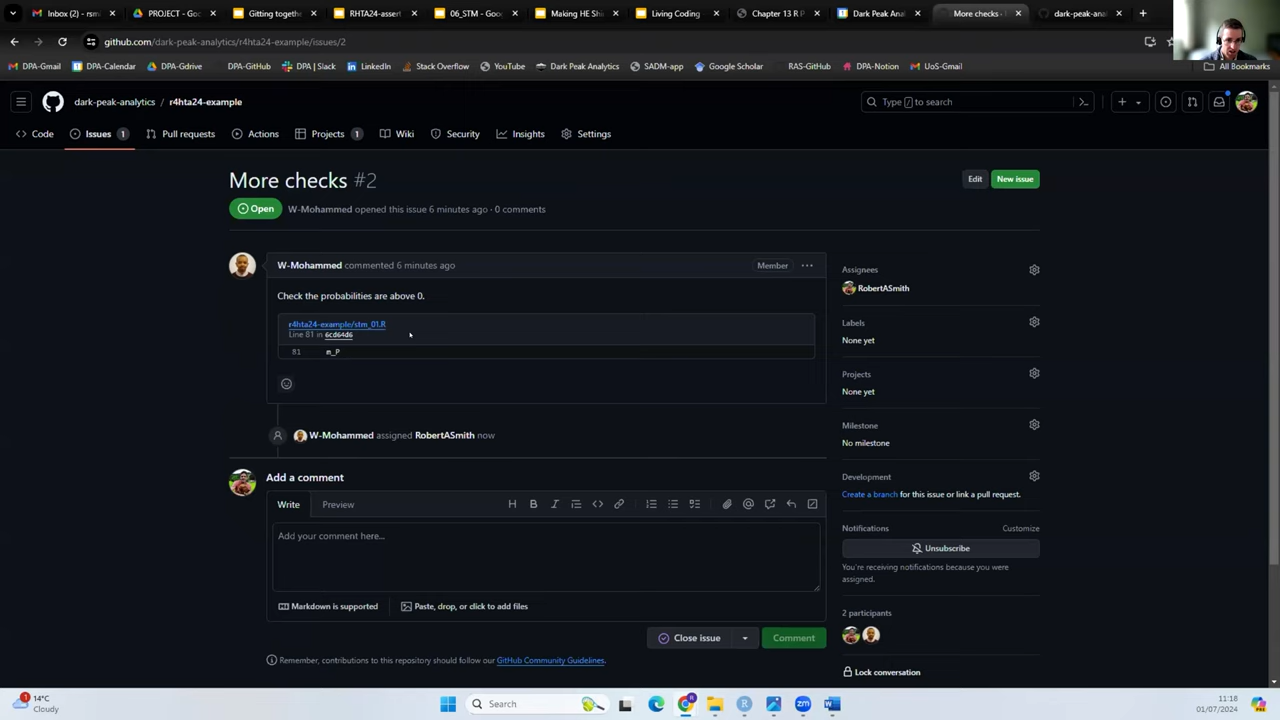 Inbox (1) - rsm
PROJECT - Goo
Gitting togeth
RHTA24-assert
06_STM - Goo
Making HE Shi
Living Coding
Chapter 13 R P
Dark Peak Anal
More checks ·
dark-peak-anal
github.com/dark-peak-analytics/r4hta24-example/issues/2
DPA-Gmail
DPA-Calendar
DPA-Gdrive
DPA-GitHub
DPA | Slack
LinkedIn
Stack Overflow
YouTube
Dark Peak Analytics
SADM-app
Google Scholar
RAS-GitHub
DPA-Notion
UoS-Gmail
All Bookmarks
dark-peak-analytics / r4hta24-example
Type / to search
Code
Issues 1
Pull requests
Actions
Projects 1
Wiki
Security
Insights
Settings
More checks #2
Edit
New issue
Open
W-Mohammed opened this issue 6 minutes ago · 0 comments
W-Mohammed commented 6 minutes ago
Member
Check the probabilities are above 0.
r4hta24-example/stm_01.R
Line 81 in 6cd64d6
81 m_P
W-Mohammed assigned RobertASmith now
Add a comment
Write
Preview
Add your comment here...
Markdown is supported
Paste, drop, or click to add files
Close issue
Comment
Remember, contributions to this repository should follow our GitHub Community Guidelines.
Assignees
RobertASmith
Labels
None yet
Projects
None yet
Milestone
No milestone
Development
Create a branch for this issue or link a pull request.
Notifications
Customize
Unsubscribe
You're receiving notifications because you were
assigned.
2 participants
Lock conversation
1
14°C
Cloudy
Search
11:18
01/07/2024